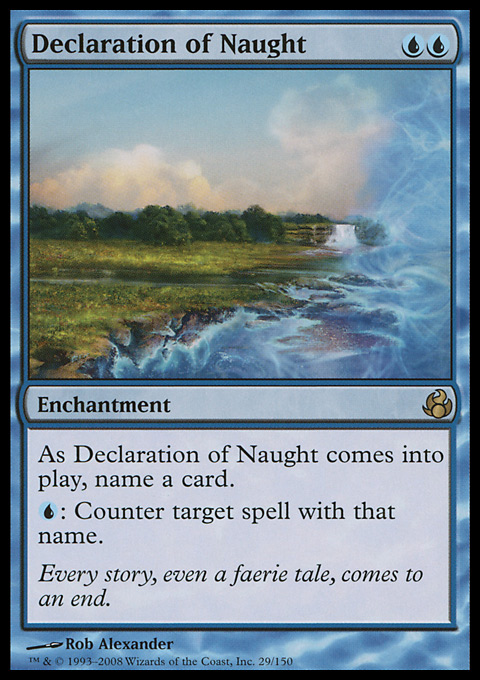 Declaration of Naught
Enchantment
As Declaration of Naught comes into
play, name a card.
: Counter target spell with that
name.
Every story, even a faerie tale, comes to
an end.
Rob Alexander
™ & © 1993–2008 Wizards of the Coast, Inc. 29/150